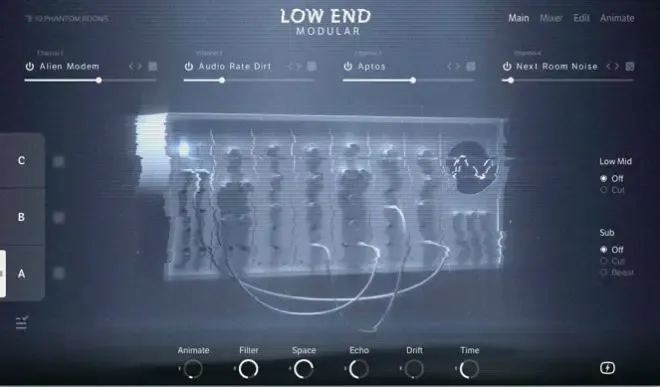 10 PHANTOM ROOMS
LOW END
MODULAR
Main Mixer Edit Animate
Channel 1
Alien Modem
Channel 2
Audio Rate Dirt
Channel 3
Aptos
Channel 4
Next Room Noise
C
B
A
Low Mid
Off
Cut
Sub
Off
Cut
Boost
Animate Filter Space Echo Drift Time